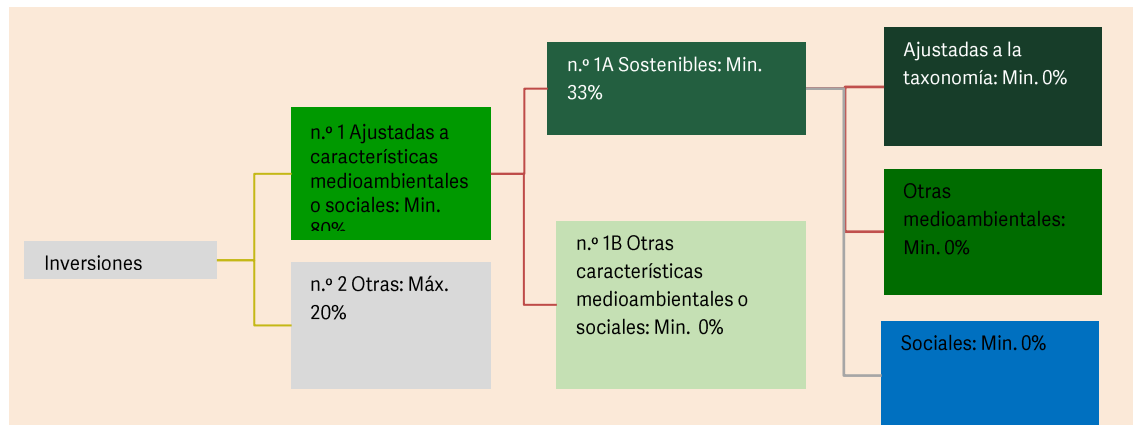 Inversiones
n.º 1 Ajustadas a
características
medioambientales
o sociales: Min.
80%
n.º 2 Otras: Máx.
20%
n.º 1A Sostenibles: Min.
33%
n.º 1B Otras
características
medioambientales o
sociales: Min. 0%
Ajustadas a la
taxonomía: Min. 0%
Otras
medioambientales:
Min. 0%
Sociales: Min. 0%